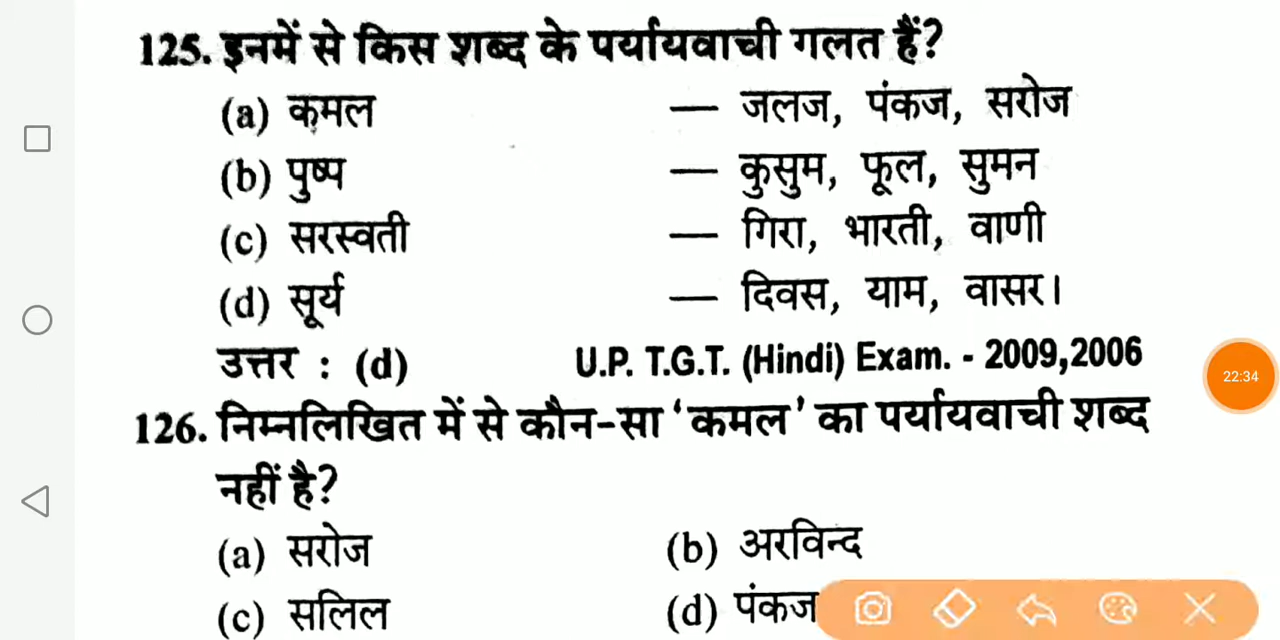 125. इनमें से किस शब्द के पर्यायवाची गलत हैं?
(a) कमल — जलज, पंकज, सरोज
(b) पुष्प — कुसुम, फूल, सुमन
(c) सरस्वती — गिरा, भारती, वाणी
(d) सूर्य — दिवस, याम, वासर।
उत्तर : (d) U.P. T.G.T. (Hindi) Exam. - 2009,2006
22:34
126. निम्नलिखित में से कौन-सा ‘कमल’ का पर्यायवाची शब्द
नहीं है?
(a) सरोज (b) अरविन्द
(c) सलिल (d) पंकज